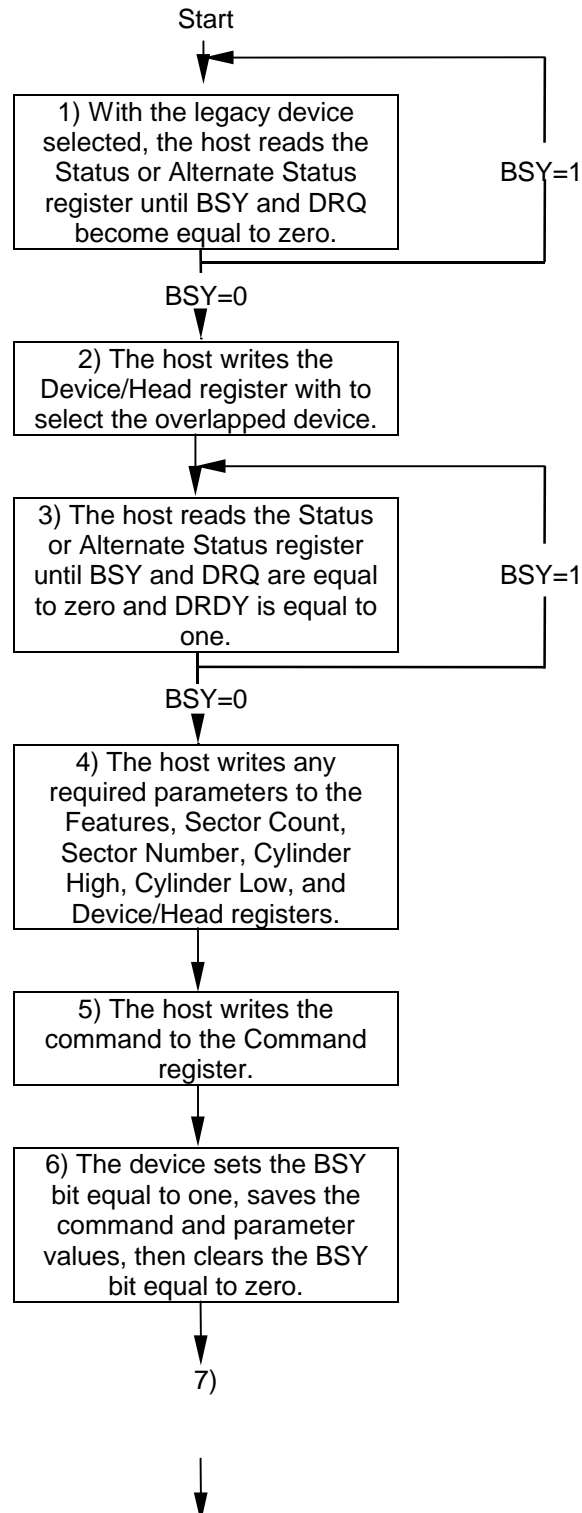 Start
1) With the legacy device
selected, the host reads the
Status or Alternate Status
register until BSY and DRQ
become equal to zero.
BSY=1
BSY=0
2) The host writes the
Device/Head register with to
select the overlapped device.
3) The host reads the Status
or Alternate Status register
until BSY and DRQ are equal
to zero and DRDY is equal to
one.
BSY=1
BSY=0
4) The host writes any
required parameters to the
Features, Sector Count,
Sector Number, Cylinder
High, Cylinder Low, and
Device/Head registers.
5) The host writes the
command to the Command
register.
6) The device sets the BSY
bit equal to one, saves the
command and parameter
values, then clears the BSY
bit equal to zero.
7)